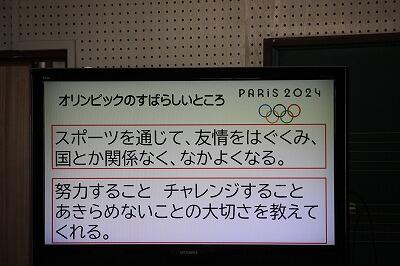 オリンピックのすばらしいところ
PARIS 2024
スポーツを通じて、友情をはぐくみ、
国とか関係なく、なかよくなる。
努力すること チャレンジすること
あきらめないことの大切さを教えて
くれる。